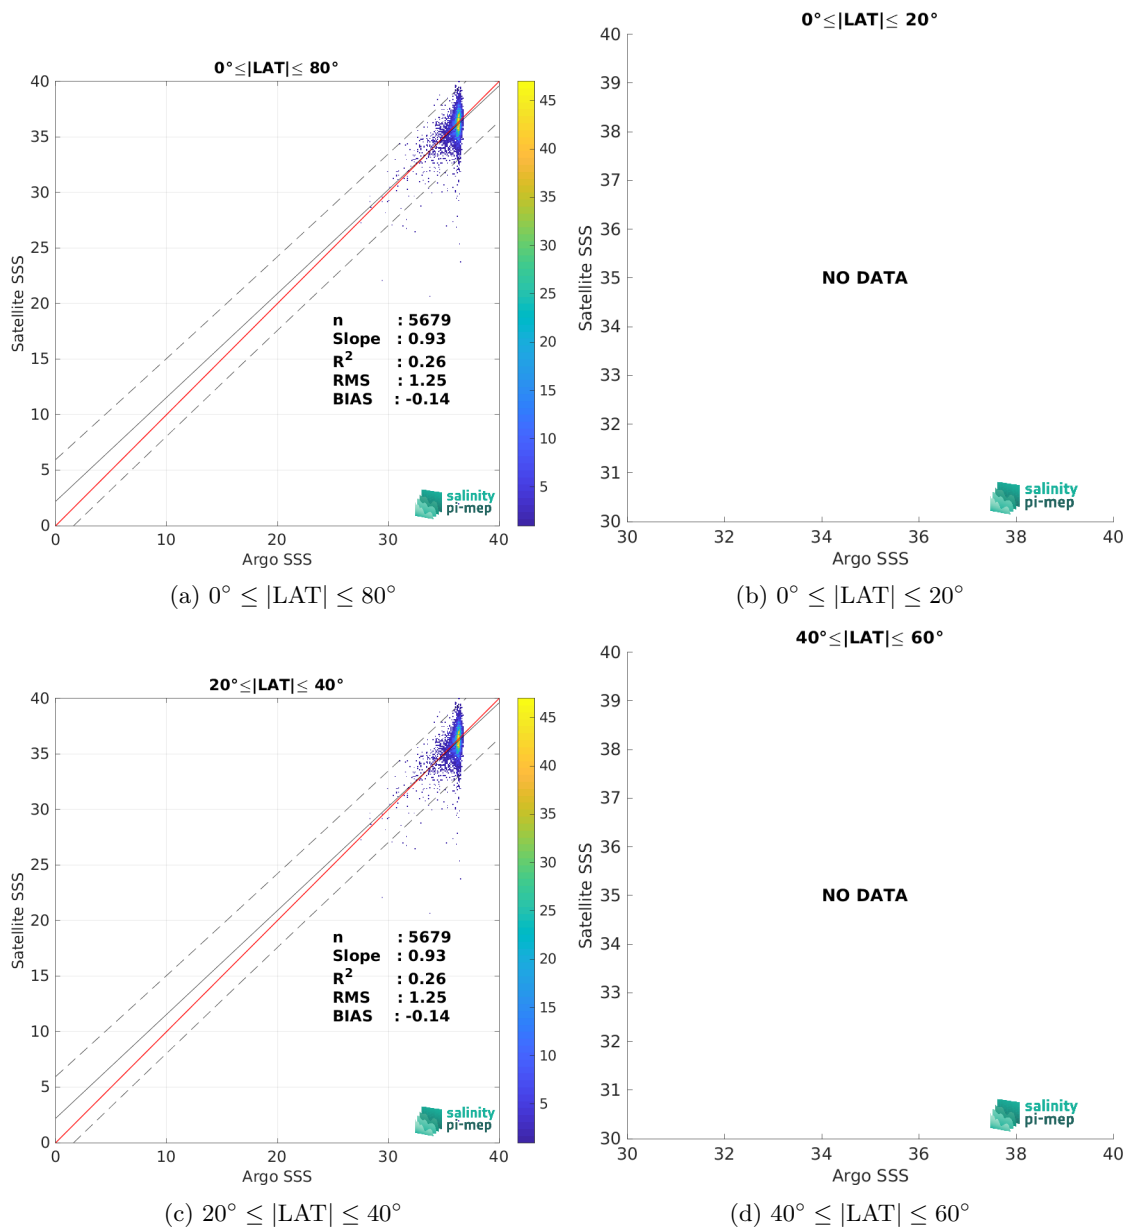 0°≤|LAT|≤ 80°
40
35
30
25
20
15
10
5
0
Satellite SSS
0 10 20 30 40
Argo SSS
n : 5679
Slope : 0.93
R² : 0.26
RMS : 1.25
BIAS : -0.14
45
40
35
30
25
20
15
10
5
salinity
pi-mep
(a) 0° ≤ |LAT| ≤ 80°
0°≤|LAT|≤ 20°
40
39
38
37
36
35
34
33
32
31
30
Satellite SSS
NO DATA
salinity
pi-mep
30 32 34 36 38 40
Argo SSS
(b) 0° ≤ |LAT| ≤ 20°
20°≤|LAT|≤ 40°
40
35
30
25
20
15
10
5
0
Satellite SSS
0 10 20 30 40
Argo SSS
n : 5679
Slope : 0.93
R² : 0.26
RMS : 1.25
BIAS : -0.14
45
40
35
30
25
20
15
10
5
salinity
pi-mep
(c) 20° ≤ |LAT| ≤ 40°
40°≤|LAT|≤ 60°
40
39
38
37
36
35
34
33
32
31
30
Satellite SSS
NO DATA
salinity
pi-mep
30 32 34 36 38 40
Argo SSS
(d) 40° ≤ |LAT| ≤ 60°